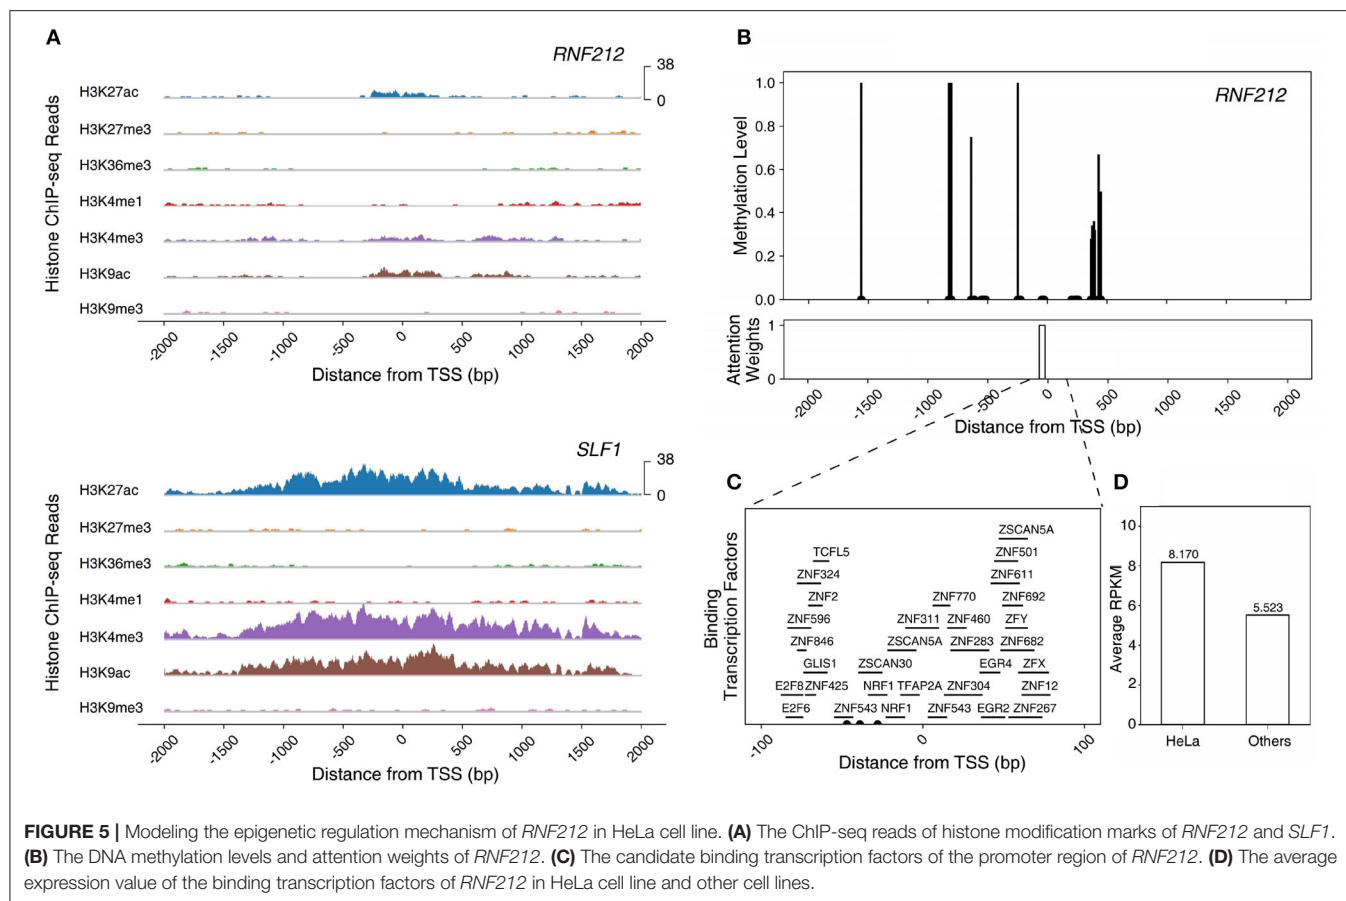 A
RNF212
38
0
Histone ChIP-seq Reads
H3K27ac
H3K27me3
H3K36me3
H3K4me1
H3K4me3
H3K9ac
H3K9me3
-2000 -1500 -1000 -500 0 500 1000 1500 2000
Distance from TSS (bp)
SLF1
38
0
Histone ChIP-seq Reads
H3K27ac
H3K27me3
H3K36me3
H3K4me1
H3K4me3
H3K9ac
H3K9me3
-2000 -1500 -1000 -500 0 500 1000 1500 2000
Distance from TSS (bp)
B
RNF212
Methylation Level
1.0
0.8
0.6
0.4
0.2
0.0
Attention
Weights
1
0
-2000 -1500 -1000 -500 0 500 1000 1500 2000
Distance from TSS (bp)
C
Binding
Transcription Factors
ZSCAN5A
TCFL5 ZNF501
ZNF324 ZNF611
ZNF2 ZNF770 ZNF692
ZNF596 ZNF311 ZNF460 ZFY
ZNF846 ZSCAN5A ZNF283 ZNF682
GLIS1 ZSCAN30 EGR4 ZFX
E2F8 ZNF425 NRF1 TFAP2A ZNF304 ZNF12
E2F6 ZNF543 NRF1 ZNF543 EGR2 ZNF267
-100 0 100
Distance from TSS (bp)
D
Average RPKM
10
8
6
4
2
0
8.170
5.523
HeLa Others
FIGURE 5 | Modeling the epigenetic regulation mechanism of RNF212 in HeLa cell line. (A) The ChIP-seq reads of histone modification marks of RNF212 and SLF1.
(B) The DNA methylation levels and attention weights of RNF212. (C) The candidate binding transcription factors of the promoter region of RNF212. (D) The average
expression value of the binding transcription factors of RNF212 in HeLa cell line and other cell lines.